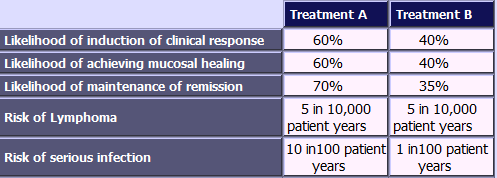 Treatment A Treatment B
Likelihood of induction of clinical response 60% 40%
Likelihood of achieving mucosal healing 60% 40%
Likelihood of maintenance of remission 70% 35%
Risk of Lymphoma 5 in 10,000 patient years 5 in 10,000 patient years
Risk of serious infection 10 in100 patient years 1 in100 patient years